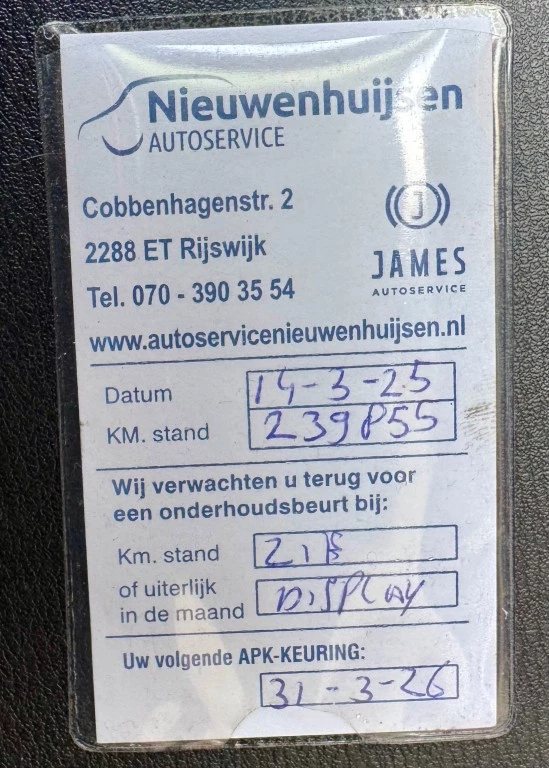 Nieuwenhuijsen
AUTOSERVICE
Cobbenhagenstr. 2
2288 ET Rijswijk
Tel. 070 - 390 35 54
J
JAMES
AUTOSERVICE
www.autoservicenieuwenhuijsen.nl
Datum 14-3-25
KM. stand 239855
Wij verwachten u terug voor
een onderhoudsbeurt bij:
Km. stand
of uiterlijk
in de maand DISPLAY
Uw volgende APK-KEURING:
31-3-26